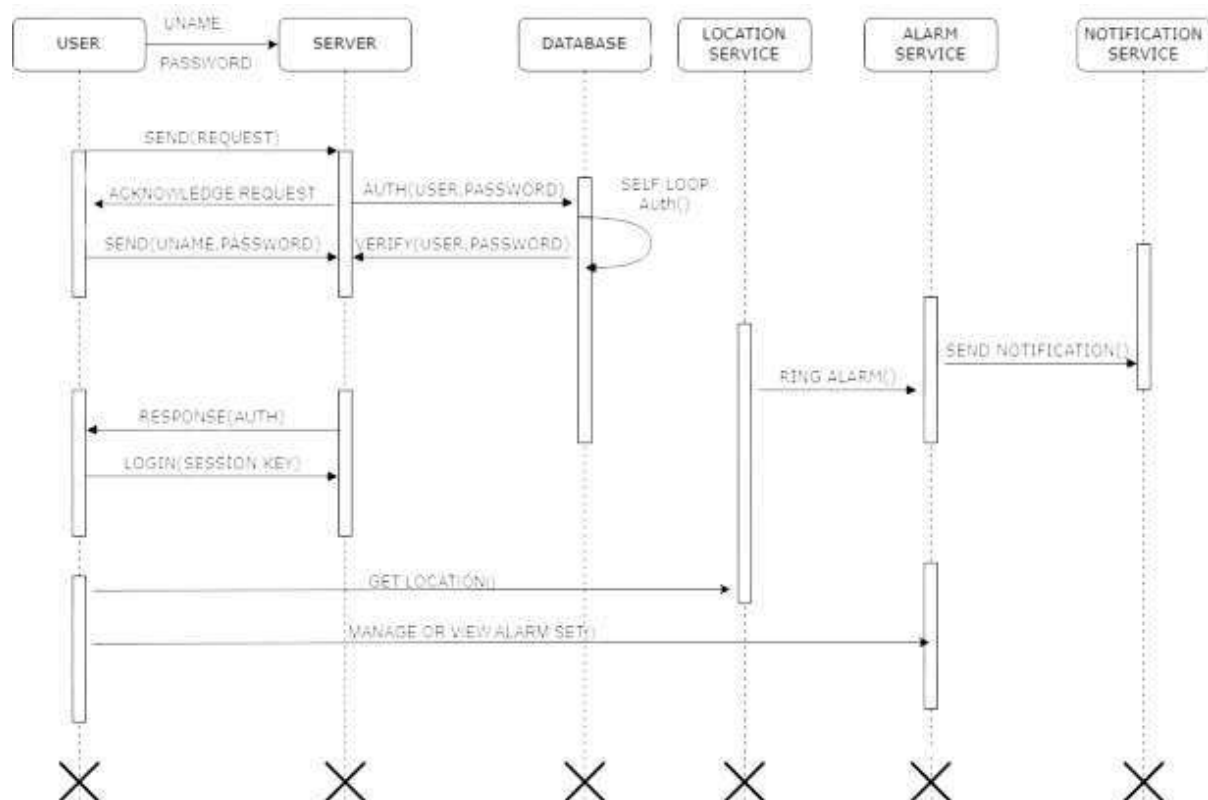 UNAME
USER
SERVER
DATABASE
LOCATION
SERVICE
ALARM
SERVICE
NOTIFICATION
SERVICE
PASSWORD
SEND(REQUEST)
ACKNOWLEDGE REQUEST
AUTH(USER,PASSWORD)
SELF LOOP
Auth()
SEND(UNAME,PASSWORD)
VERIFY(USER,PASSWORD)
SEND NOTIFICATION()
RING ALARM()
RESPONSE(AUTH)
LOGIN(SESSION KEY)
GET LOCATION()
MANAGE OR VIEW ALARM SET()